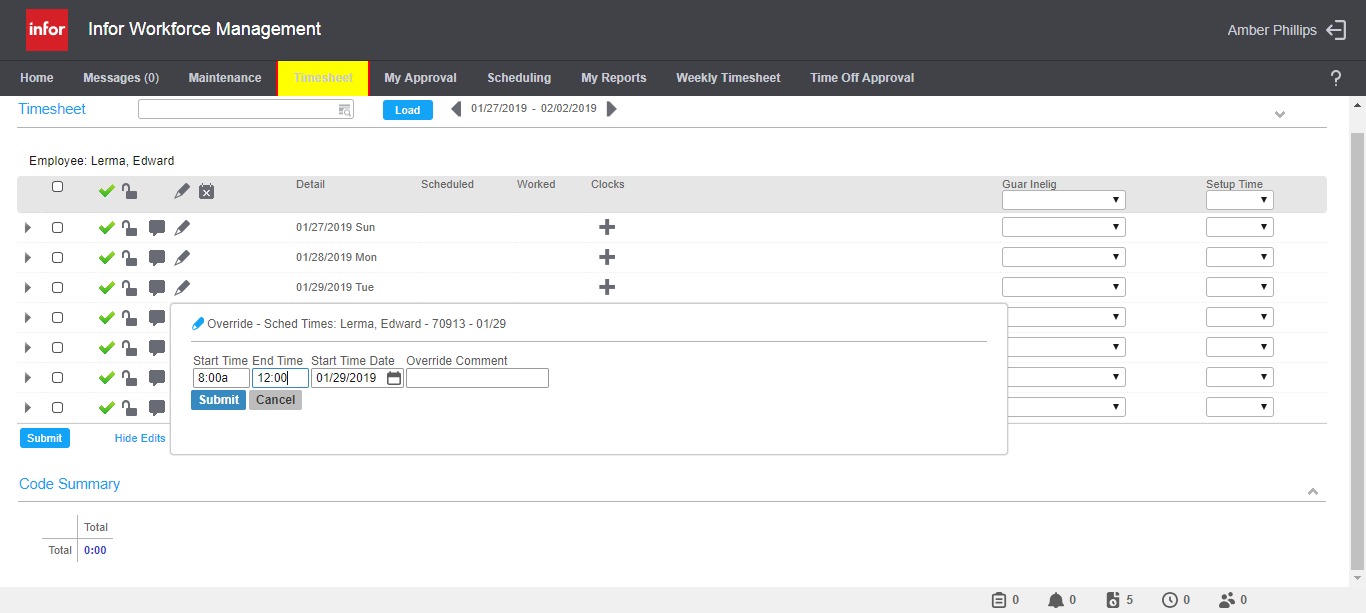 infor Infor Workforce Management Amber Phillips
Home Messages (0) Maintenance Timesheet My Approval Scheduling My Reports Weekly Timesheet Time Off Approval ?
Timesheet Load 01/27/2019 - 02/02/2019
Employee: Lerma, Edward
Detail Scheduled Worked Clocks Guar Inelig Setup Time
01/27/2019 Sun
01/28/2019 Mon
01/29/2019 Tue
Override - Sched Times: Lerma, Edward - 70913 - 01/29
Start Time End Time Start Time Date Override Comment
8:00a 12:00 01/29/2019
Submit Cancel
Submit Hide Edits
Code Summary
Total
Total 0:00
0 0 5 0 0